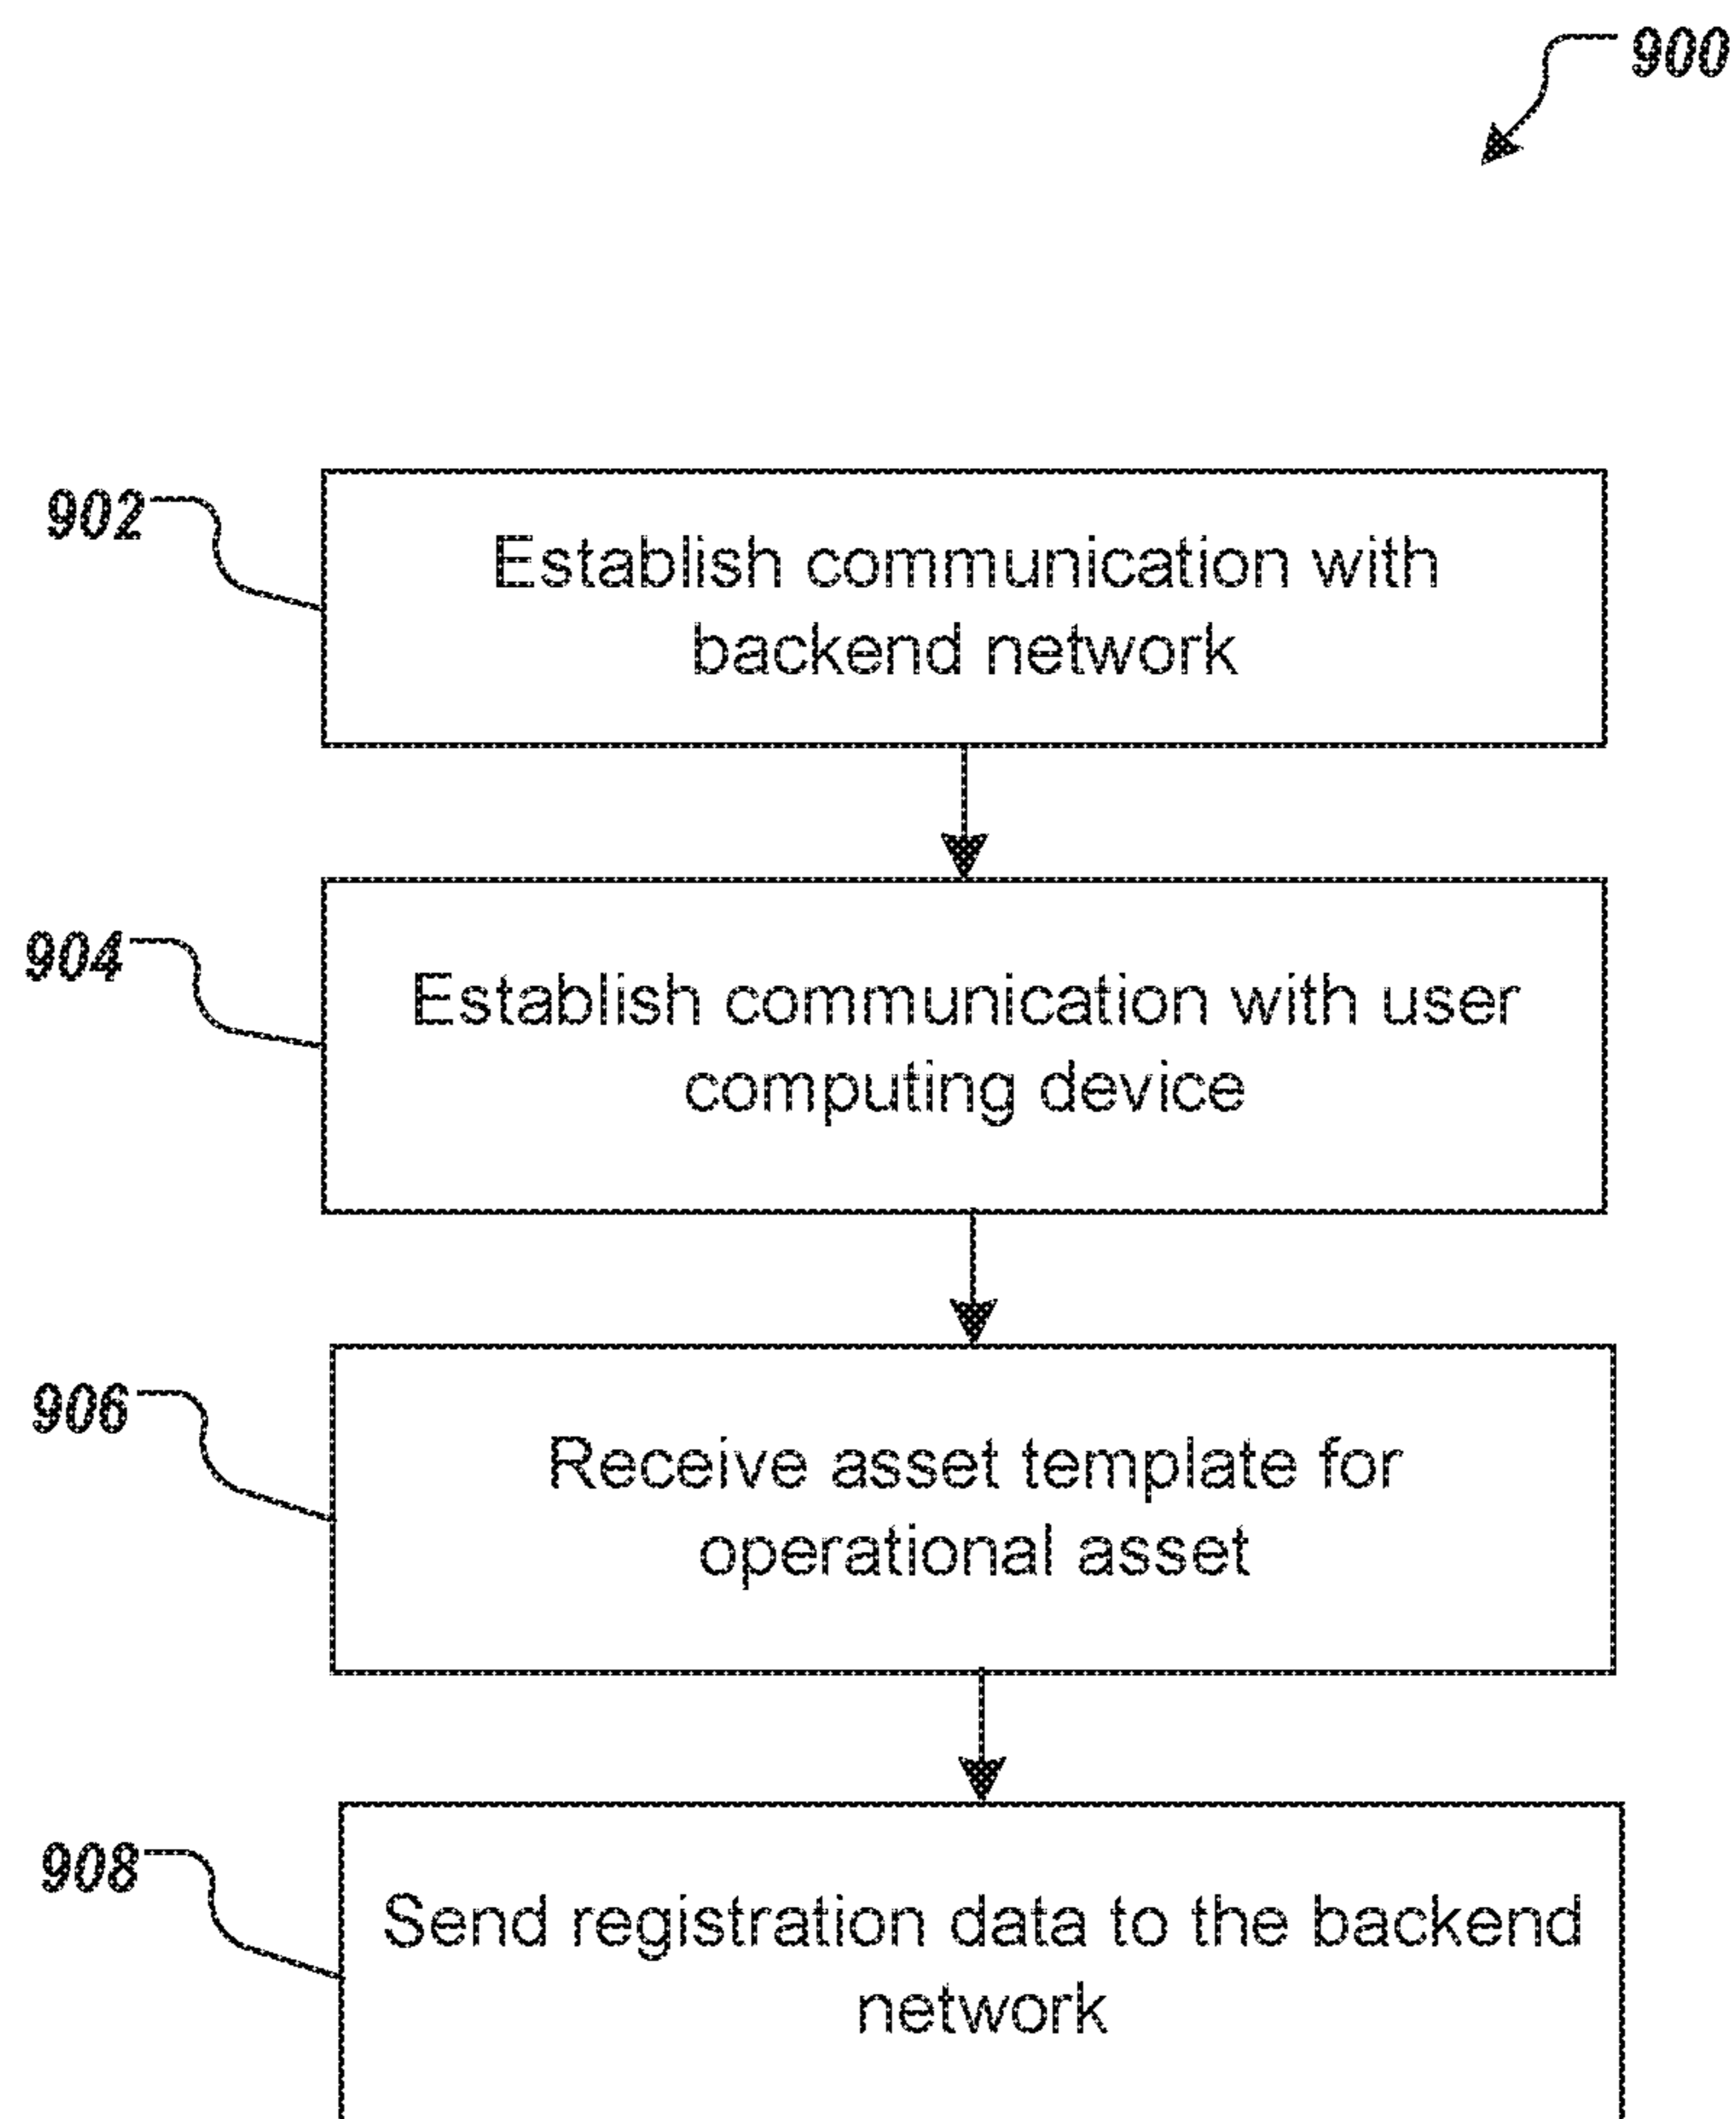 900
902
Establish communication with
backend network
904
Establish communication with user
computing device
906
Receive asset template for
operational asset
908
Send registration data to the backend
network